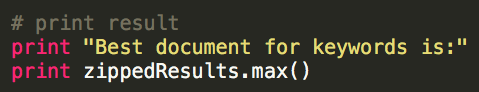 # print result
print "Best document for keywords is:"
print zippedResults.max()